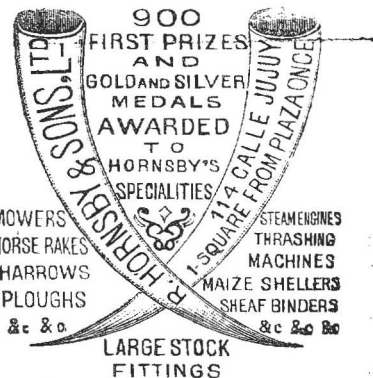 900
FIRST PRIZES
AND
GOLD AND SILVER
MEDALS
AWARDED
TO
HORNSBY'S
SPECIALITIES
R. HORNSBY & SONS, LTD
114 CALLE JUJUY
1-SQUARE FROM PLAZA ONCE
MOWERS
HORSE RAKES
HARROWS
PLOUGHS
&c &c
STEAM ENGINES
THRASHING
MACHINES
MAIZE SHELLERS
SHEAF BINDERS
&c &c &c
LARGE STOCK
FITTINGS